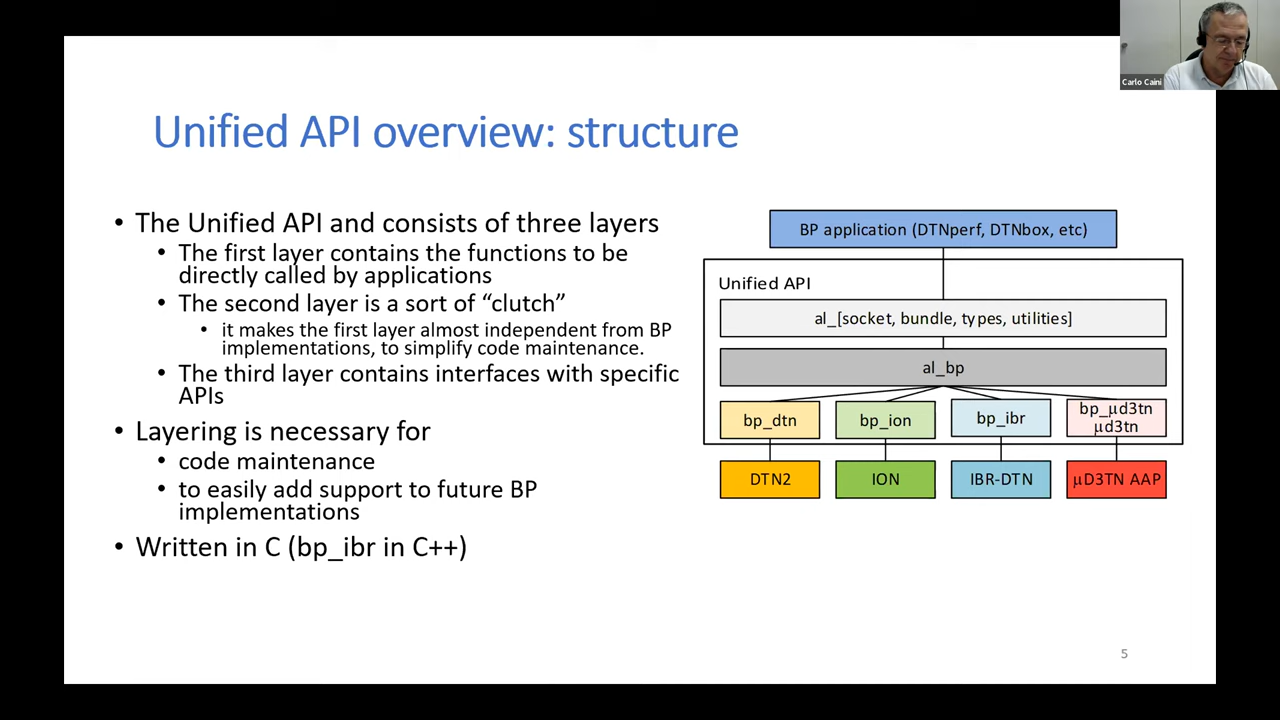 Carlo Caini
Unified API overview: structure
• The Unified API and consists of three layers
• The first layer contains the functions to be
directly called by applications
• The second layer is a sort of “clutch”
• it makes the first layer almost independent from BP
implementations, to simplify code maintenance.
• The third layer contains interfaces with specific
APIs
• Layering is necessary for
• code maintenance
• to easily add support to future BP
implementations
• Written in C (bp_ibr in C++)
BP application (DTNperf, DTNbox, etc)
Unified API
al_[socket, bundle, types, utilities]
al_bp
bp_dtn
bp_ion
bp_ibr
bp_μd3tn
μd3tn
DTN2
ION
IBR-DTN
μD3TN AAP
5